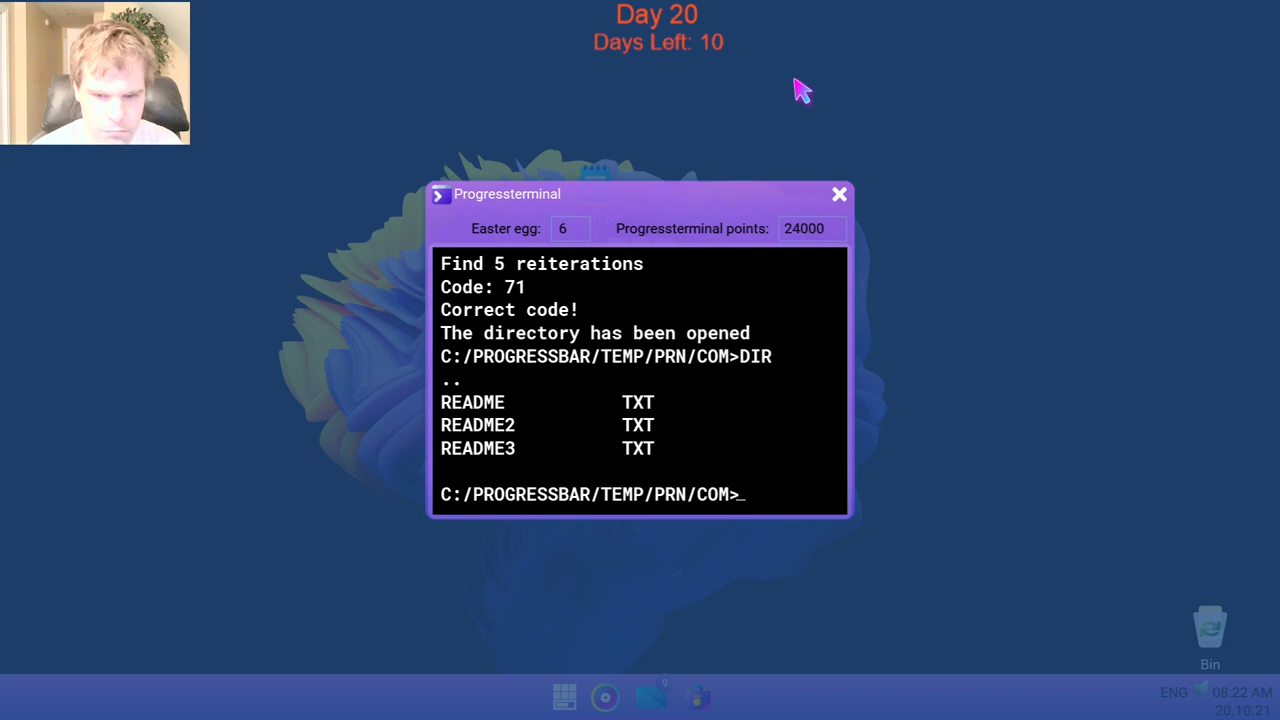 Day 20
Days Left: 10
Progressterminal
Easter egg: 6 Progressterminal points: 24000
Find 5 reiterations
Code: 71
Correct code!
The directory has been opened
C:/PROGRESSBAR/TEMP/PRN/COM>DIR
..
README TXT
README2 TXT
README3 TXT
C:/PROGRESSBAR/TEMP/PRN/COM>_
Bin
9
ENG 08:22 AM
20.10.21